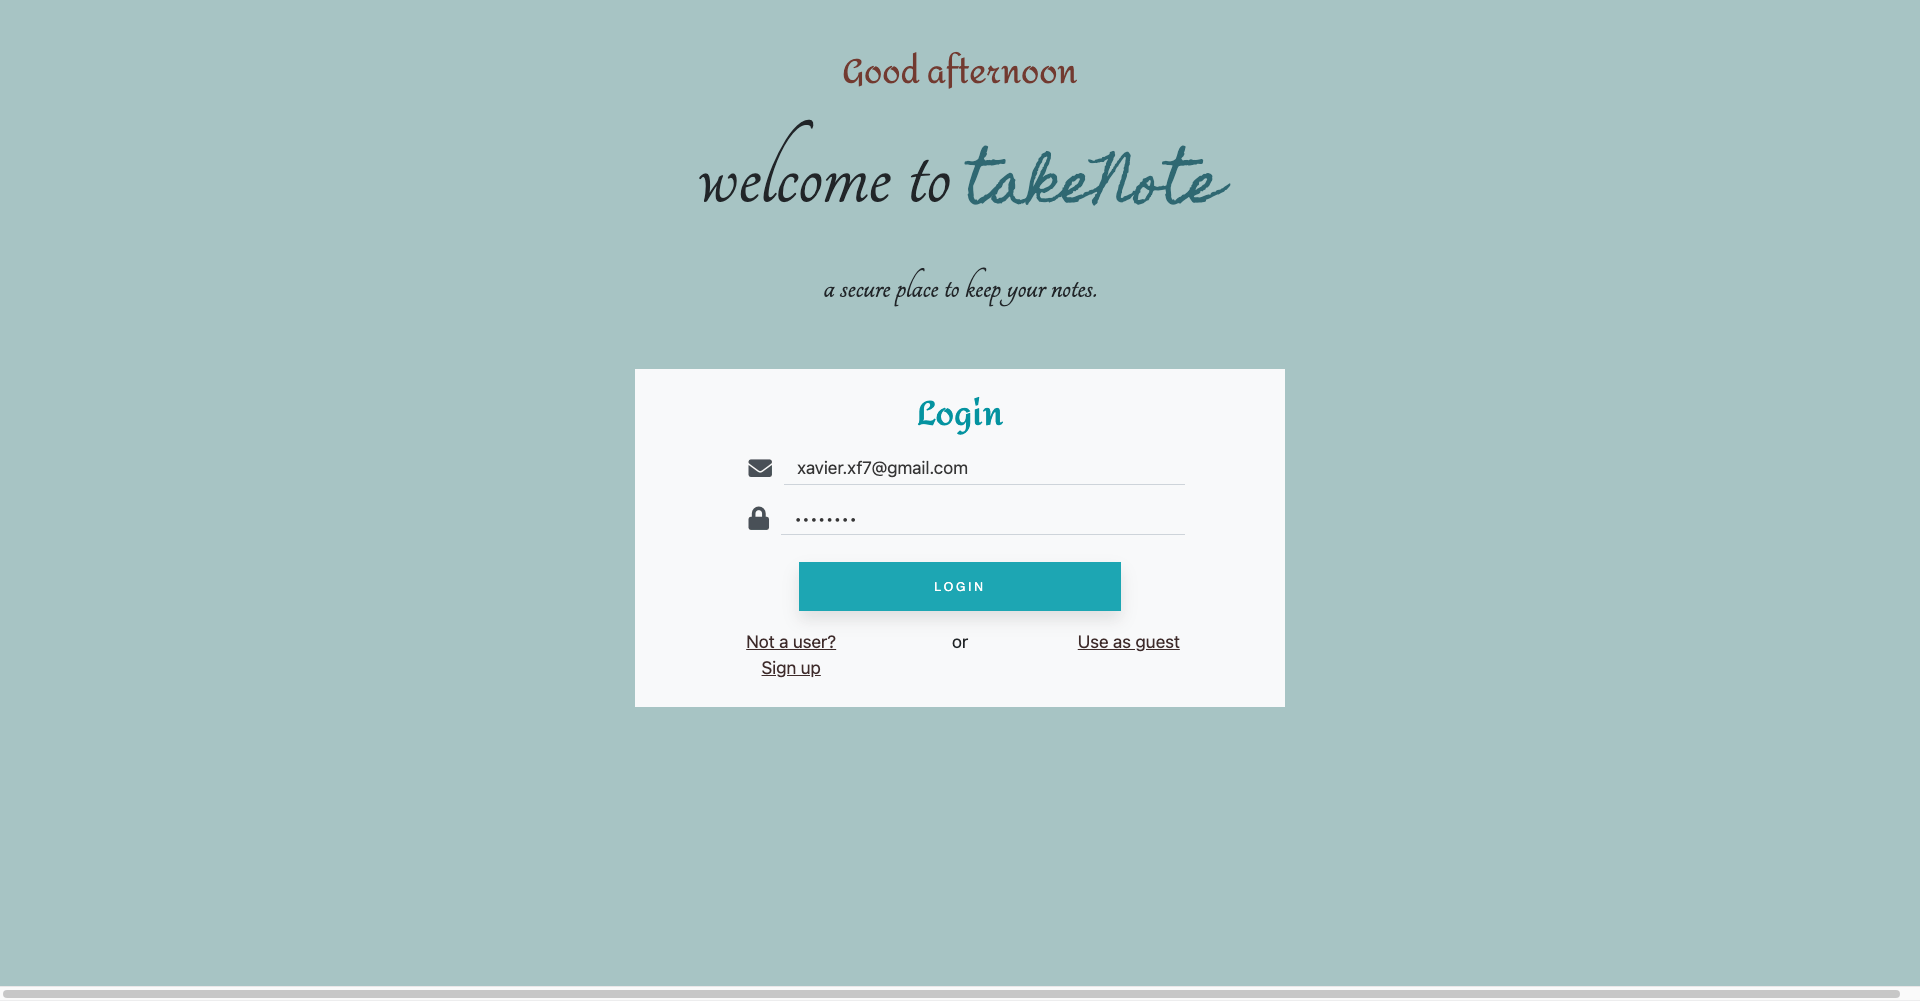 Good afternoon
welcome to takeNote
a secure place to keep your notes.
Login
xavier.xf7@gmail.com
••••••••
LOGIN
Not a user? or Use as guest
Sign up